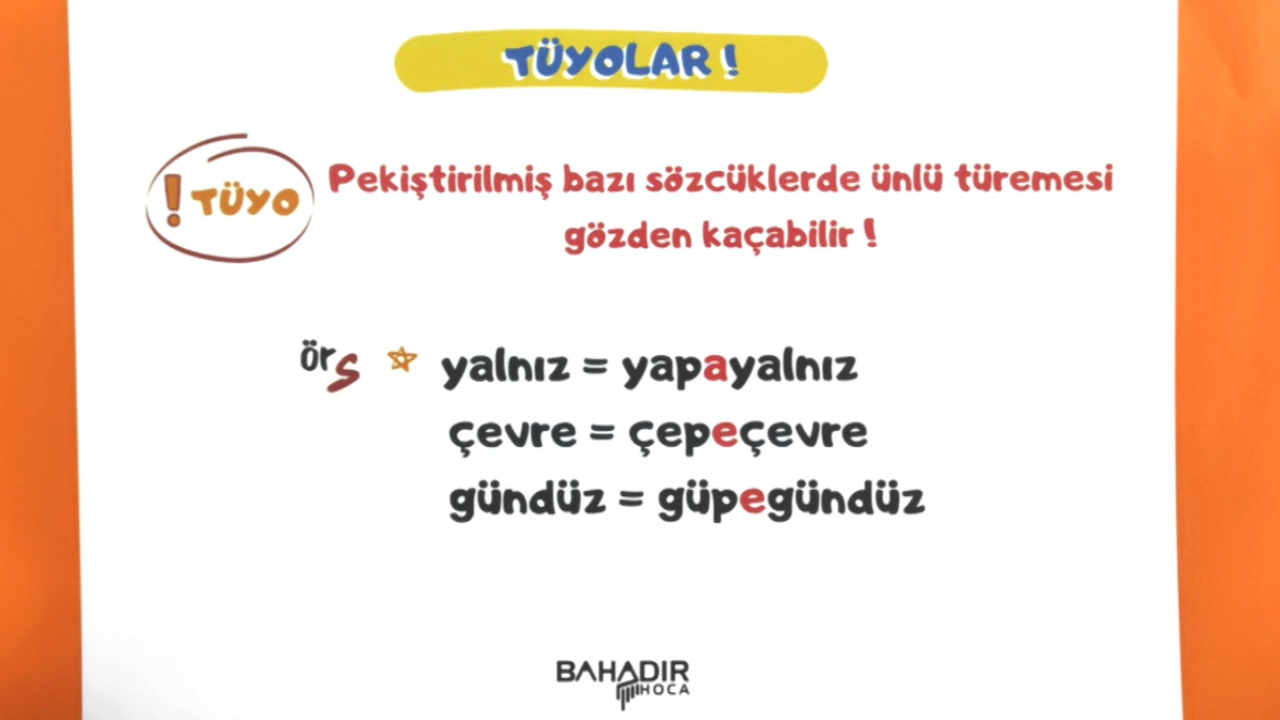 TÜYOLAR !
! TÜYO
Pekiştirilmiş bazı sözcüklerde ünlü türemesi
gözden kaçabilir !
örs ☆ yalnız = yapayalnız
çevre = çepeçevre
gündüz = güpegündüz
BAHADIR
HOCA